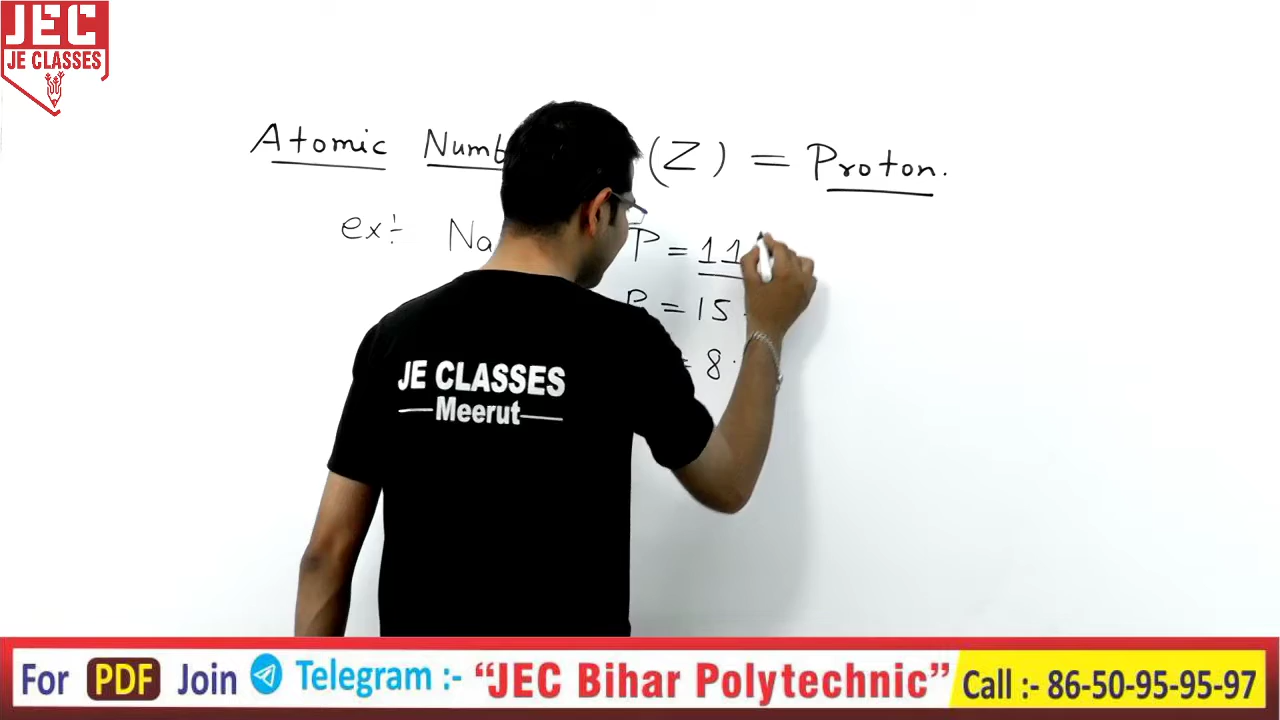 JEC
JE CLASSES
Atomic Numb (Z) = Proton.
ex:- Na P = 11
P = 15
= 8
JE CLASSES
Meerut
For PDF Join Telegram :- “JEC Bihar Polytechnic” Call :- 86-50-95-95-97